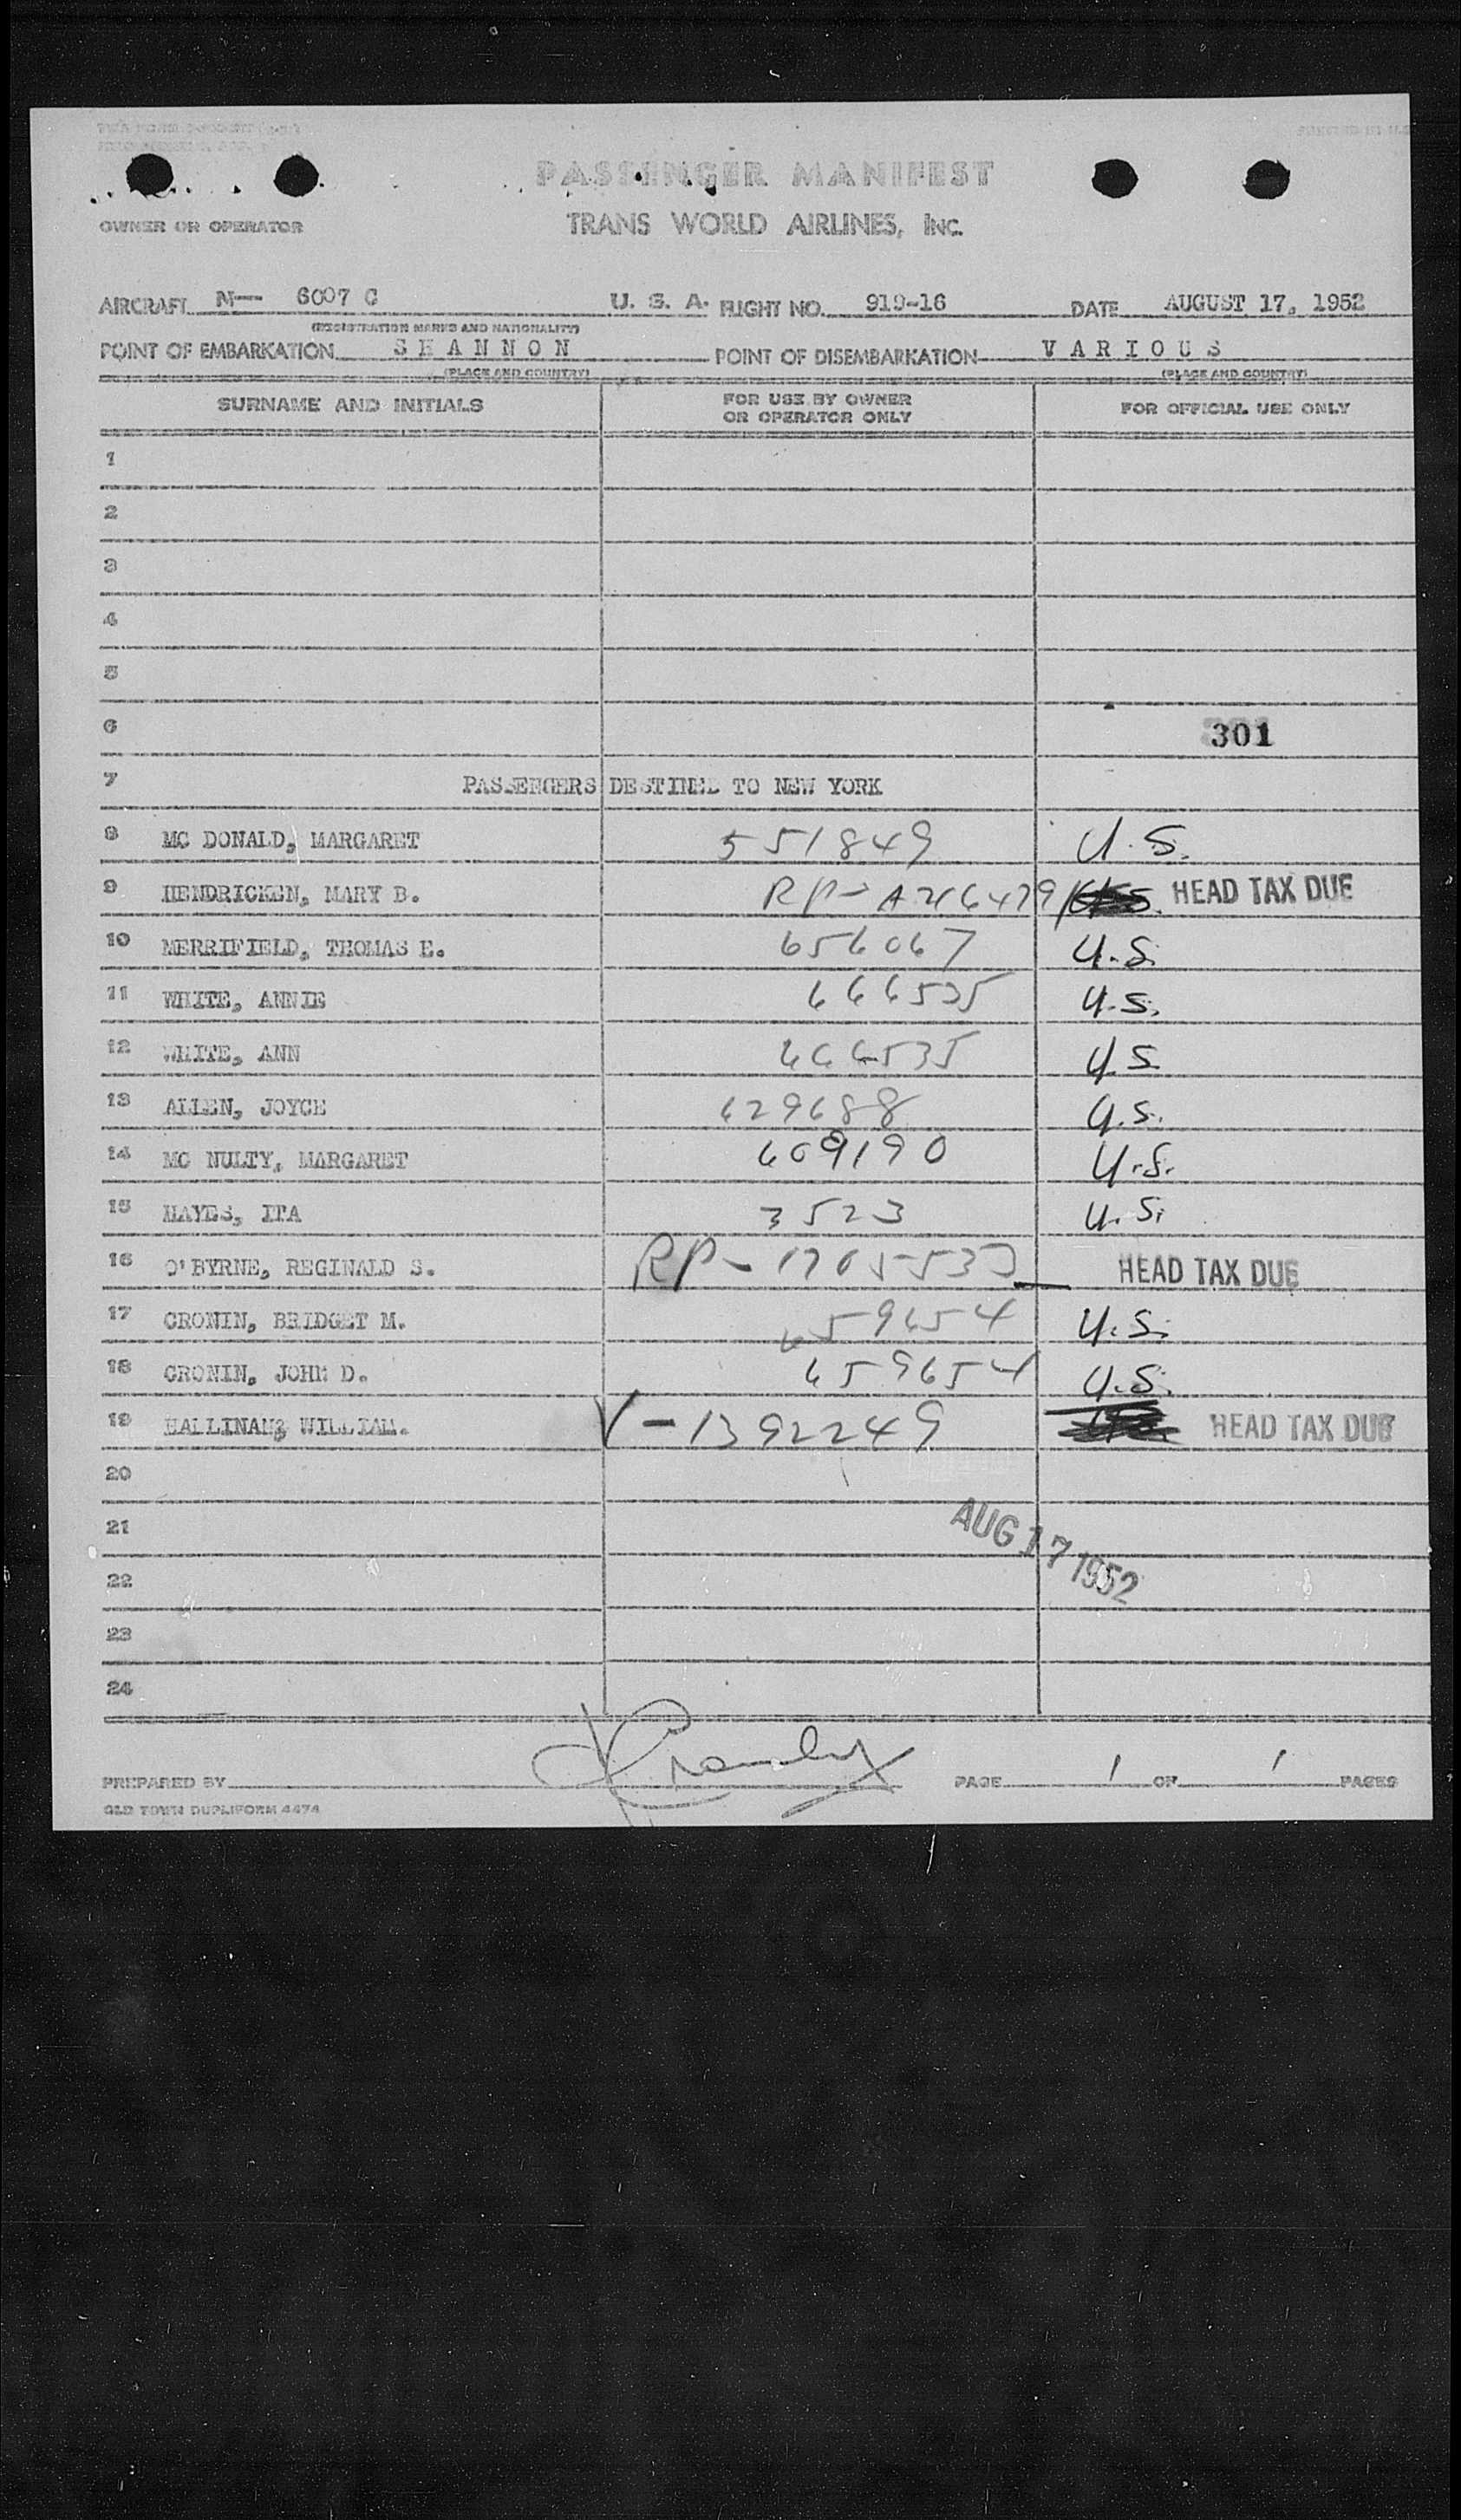 PASSENGER MANIFEST
OWNER OR OPERATOR TRANS WORLD AIRLINES, INC.
AIRCRAFT N— 6007 C U. S. A. FLIGHT NO. 919-16 DATE AUGUST 17, 1952
(REGISTRATION MARKS AND NATIONALITY)
POINT OF EMBARKATION S H A N N O N POINT OF DISEMBARKATION V A R I O U S
(PLACE AND COUNTRY) (PLACE AND COUNTRY)
SURNAME AND INITIALS FOR USE BY OWNER OR OPERATOR ONLY FOR OFFICIAL USE ONLY
1
2
3
4
5
6 301
7 PASSENGERS DESTINED TO NEW YORK
8 MC DONALD, MARGARET 551849 U.S.
9 HENDRICKEN, MARY B. RP- HEAD TAX DUE
10 MERRIFIELD, THOMAS E. 656067 U.S.
11 WHITE, ANNIE 666535 U.S.
12 WHITE, ANN 666535 U.S.
13 ALLEN, JOYCE 629688 U.S.
14 MC NULTY, MARGARET 609190 U.S.
15 HAYES, ITA 3523 U.S.
16 O'BYRNE, REGINALD S. RP-1705533 HEAD TAX DUE
17 CRONIN, BRIDGET M. 659654 U.S.
18 CRONIN, JOHN D. 659654 U.S.
19 HALLINAN, WILLIAM. V-1392249 HEAD TAX DUE
20
21 AUG 17 1952
22
23
24
PREPARED BY PAGE 1 OF 1 PAGES
OLD TOWN DUPLIFORM 4474